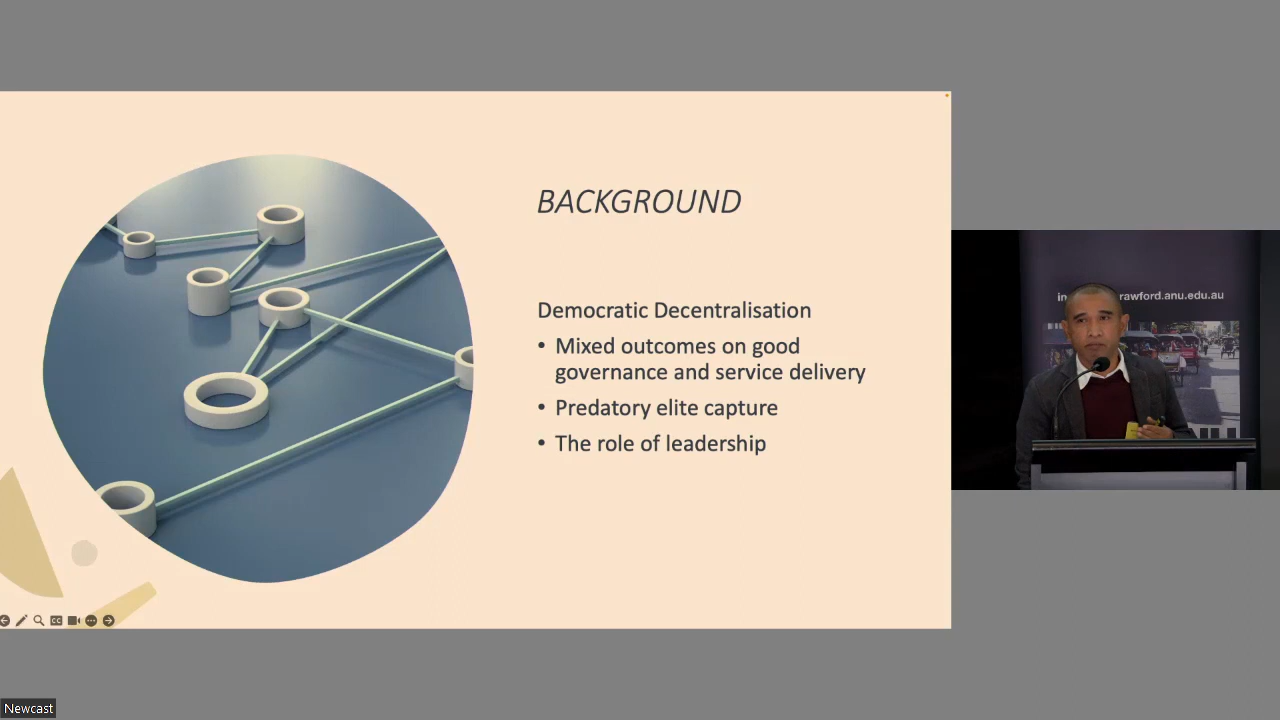 BACKGROUND
Democratic Decentralisation
• Mixed outcomes on good
governance and service delivery
• Predatory elite capture
• The role of leadership
rawford.anu.edu.au
CC
Newcast